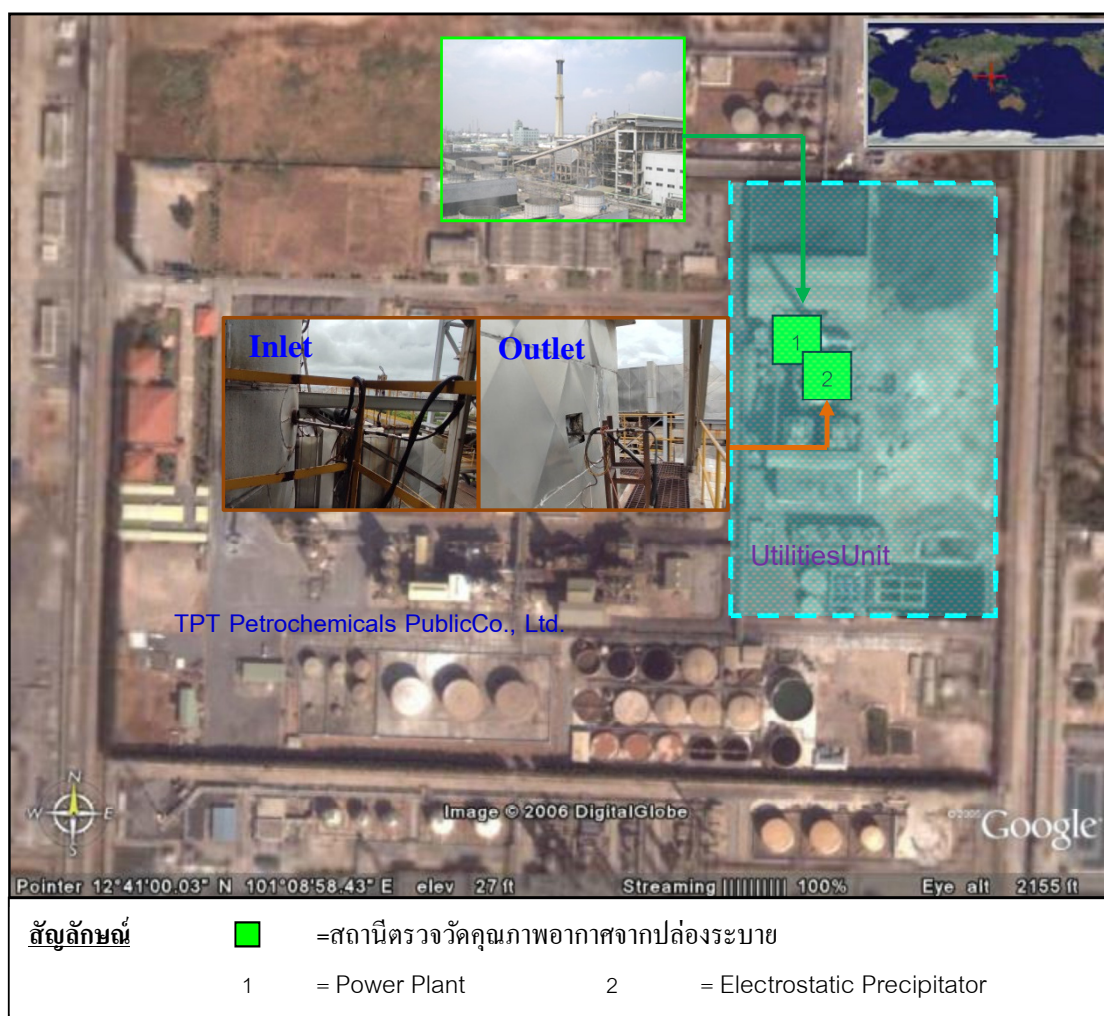 Inlet
Outlet
1
2
UtilitiesUnit
TPT Petrochemicals PublicCo., Ltd.
N
W E
S
Image © 2006 DigitalGlobe
©2005 Google
Pointer 12°41'00.03" N 101°08'58.43" E elev 27 ft Streaming |||||||||| 100% Eye alt 2155 ft
สัญลักษณ์ =สถานีตรวจวัดคุณภาพอากาศจากปล่องระบาย
1 = Power Plant 2 = Electrostatic Precipitator